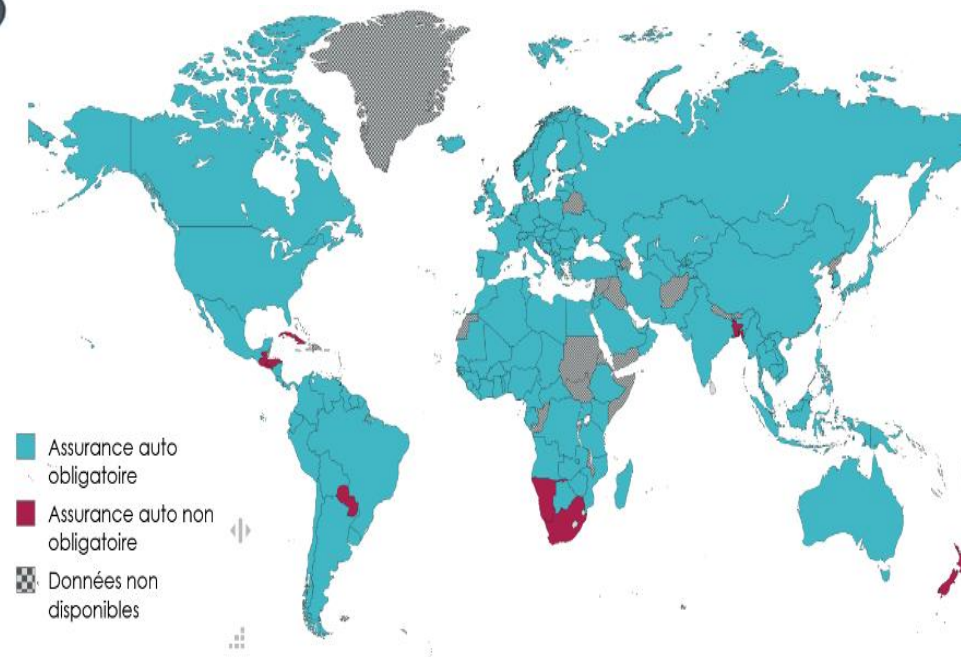 Assurance auto
obligatoire
Assurance auto non
obligatoire
Données non
disponibles